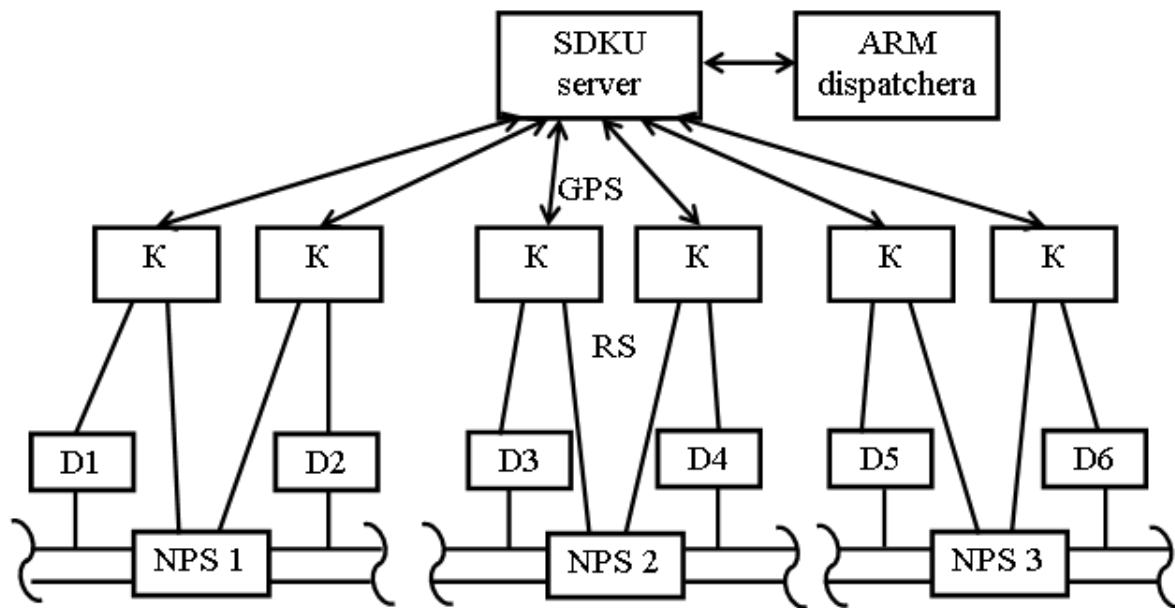 SDKU
server
ARM
dispatchera
GPS
K
K
K
K
K
K
RS
D1
D2
D3
D4
D5
D6
NPS 1
NPS 2
NPS 3